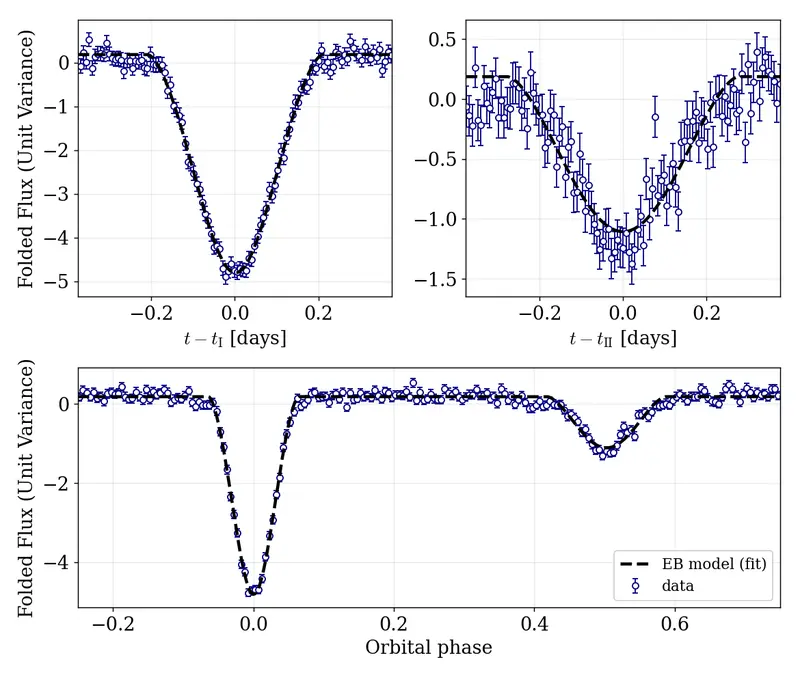 Folded Flux (Unit Variance)
0
−1
−2
−3
−4
−5
−0.2 0.0 0.2
t − t_I [days]
0.5
0.0
−0.5
−1.0
−1.5
−0.2 0.0 0.2
t − t_II [days]
Folded Flux (Unit Variance)
0
−2
−4
−0.2 0.0 0.2 0.4 0.6
Orbital phase
EB model (fit)
data